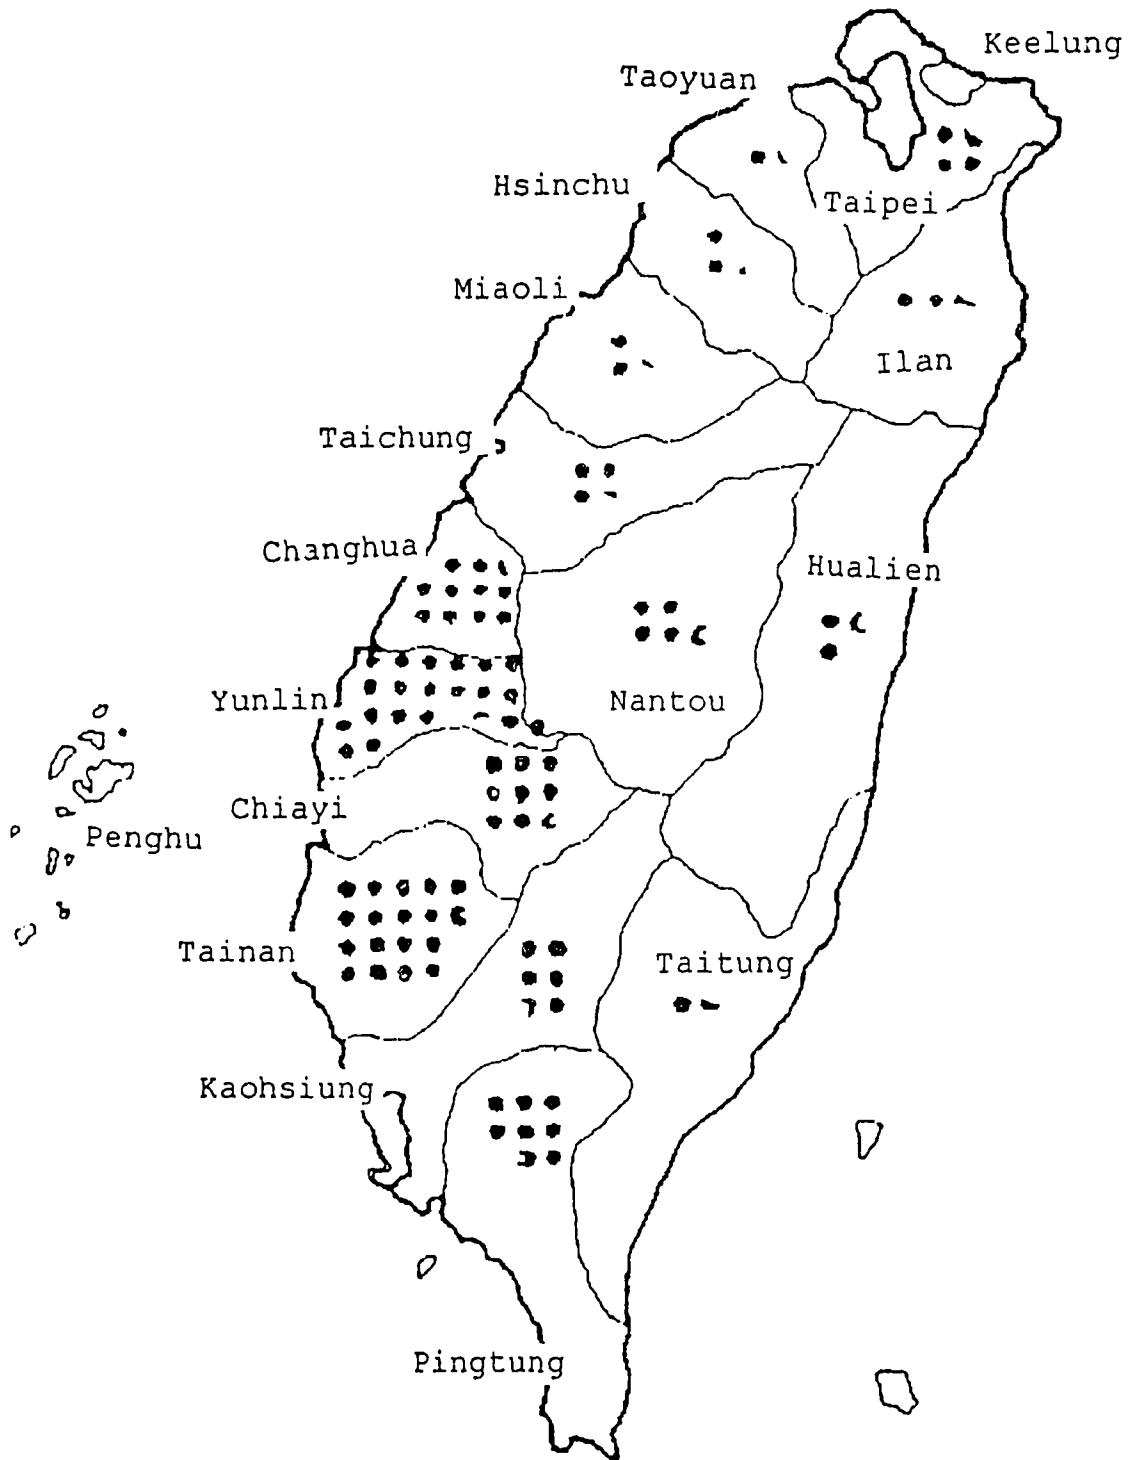 Keelung
Taoyuan
Hsinchu
Taipei
Miaoli
Ilan
Taichung
Changhua
Hualien
Yunlin
Nantou
Chiayi
Penghu
Tainan
Taitung
Kaohsiung
Pingtung